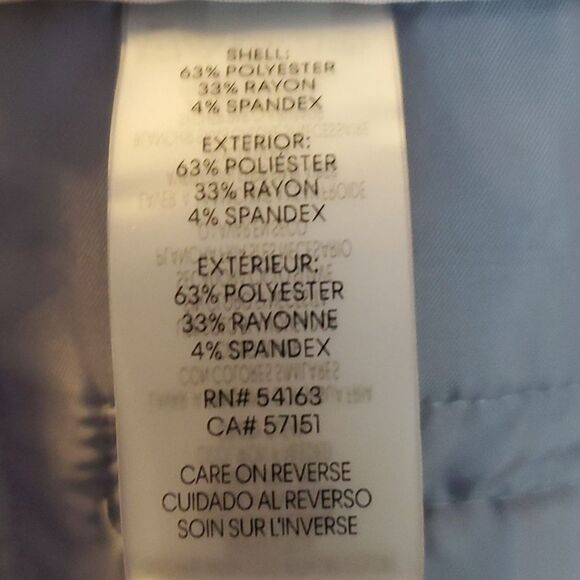 SHELL:
63% POLYESTER
33% RAYON
4% SPANDEX
EXTERIOR:
63% POLIÉSTER
33% RAYON
4% SPANDEX
EXTÉRIEUR:
63% POLYESTER
33% RAYONNE
4% SPANDEX
RN# 54163
CA# 57151
CARE ON REVERSE
CUIDADO AL REVERSO
SOIN SUR L'INVERSE